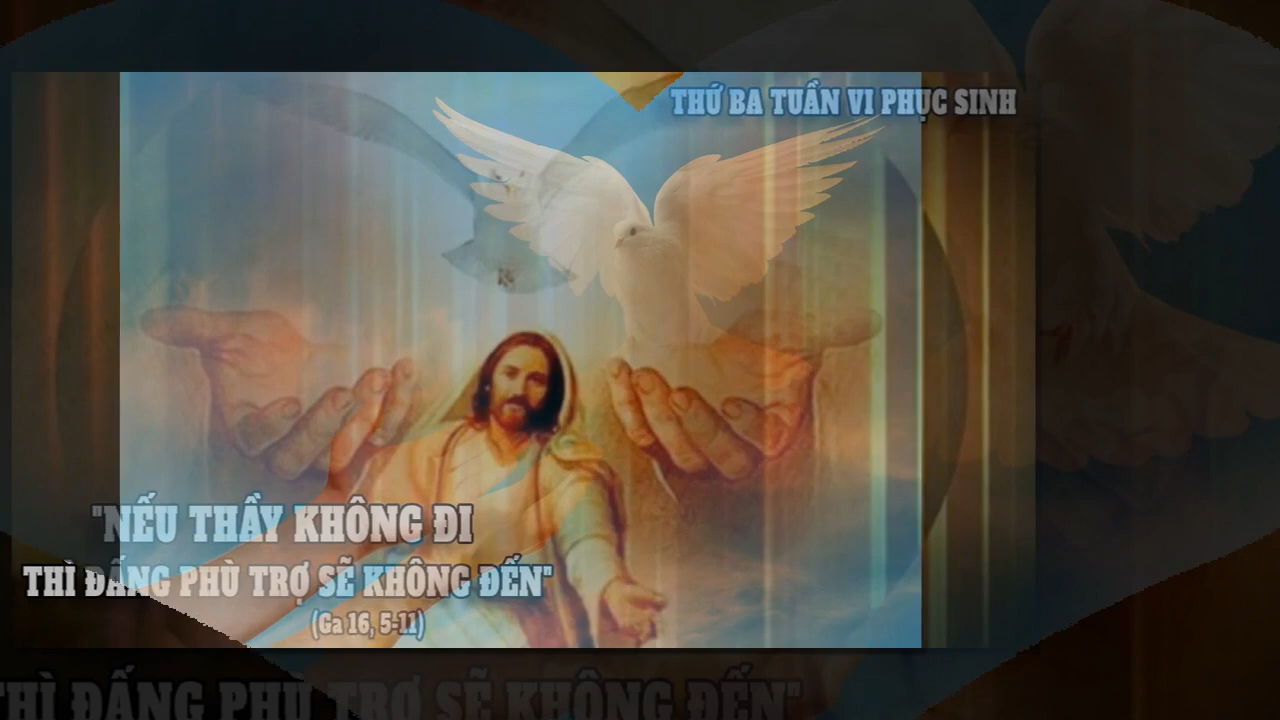 THỨ BA TUẦN VI PHỤC SINH
"NẾU THẦY KHÔNG ĐI
THÌ ĐẤNG PHÙ TRỢ SẼ KHÔNG ĐẾN"
(Ga 16, 5-11)
THÌ ĐẤNG PHÙ TRỢ SẼ KHÔNG ĐẾN"